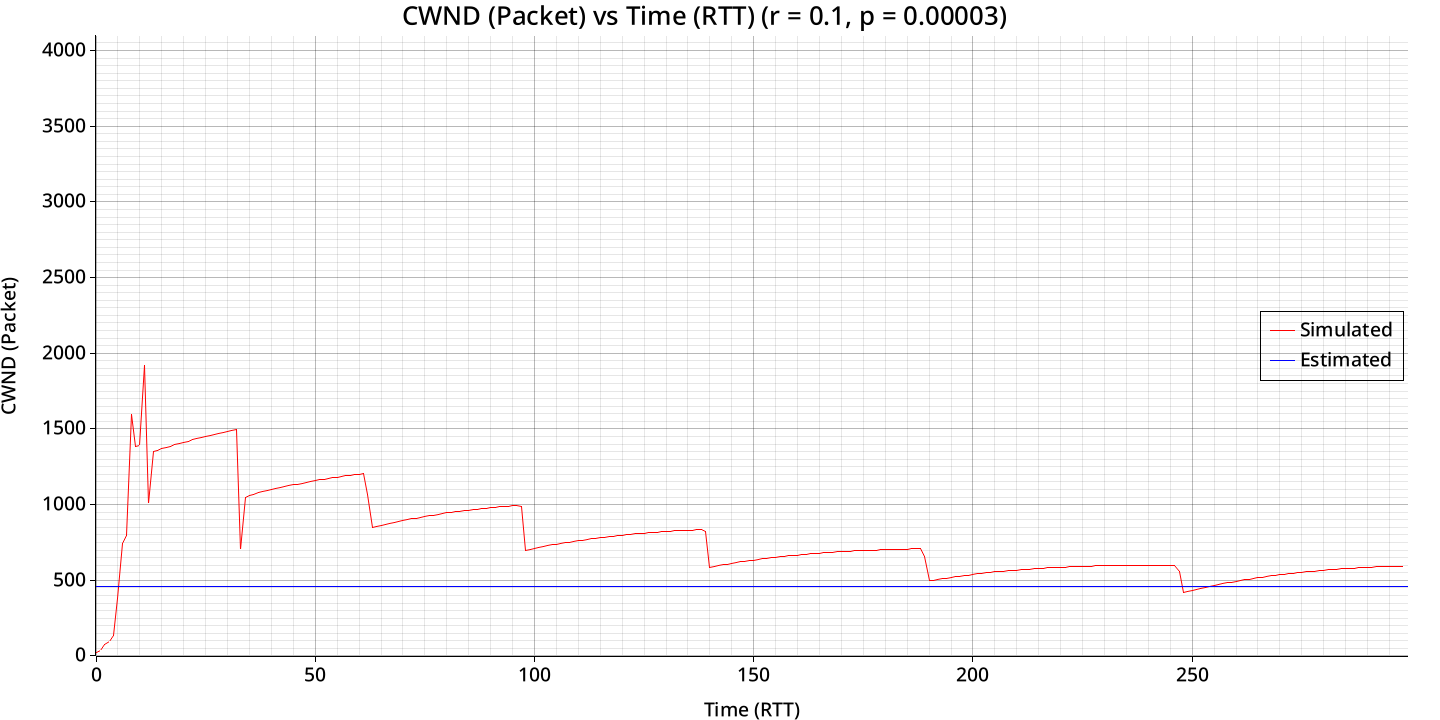 CWND (Packet) vs Time (RTT) (r = 0.1, p = 0.00003)
4000
3500
3000
2500
2000
1500
1000
500
0
CWND (Packet)
Simulated
Estimated
0 50 100 150 200 250
Time (RTT)